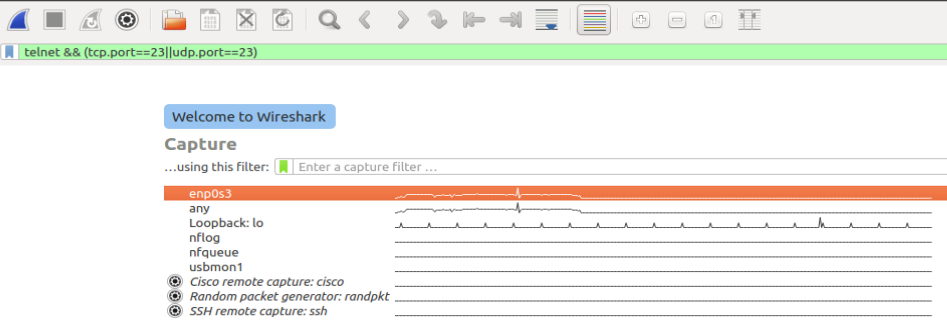 telnet && (tcp.port==23||udp.port==23)
Welcome to Wireshark
Capture
...using this filter: Enter a capture filter ...
enp0s3
any
Loopback: lo
nflog
nfqueue
usbmon1
Cisco remote capture: cisco
Random packet generator: randpkt
SSH remote capture: ssh